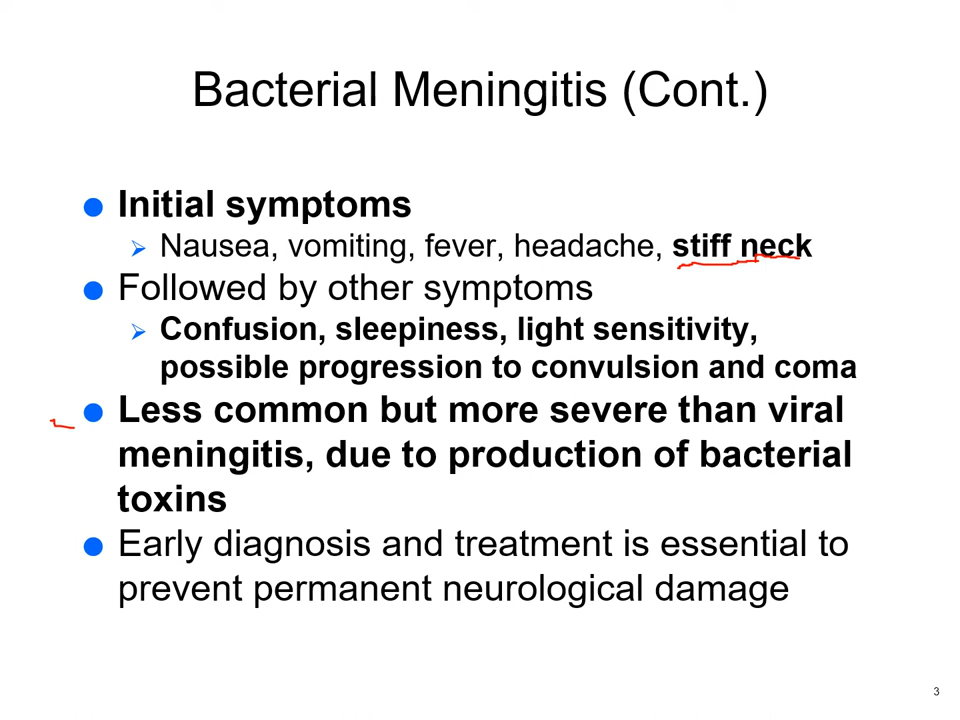 Bacterial Meningitis (Cont.)
Initial symptoms
Nausea, vomiting, fever, headache, stiff neck
Followed by other symptoms
Confusion, sleepiness, light sensitivity,
possible progression to convulsion and coma
Less common but more severe than viral
meningitis, due to production of bacterial
toxins
Early diagnosis and treatment is essential to
prevent permanent neurological damage
3